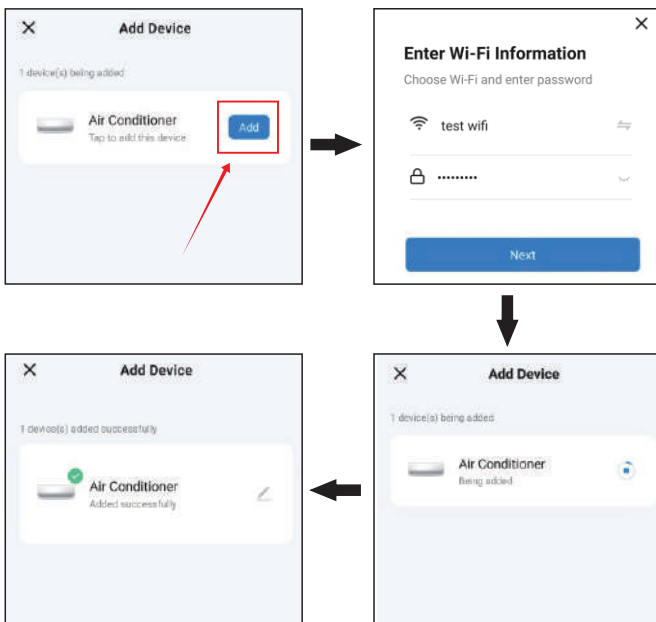 Add Device
1 device(s) being added
Air Conditioner
Tap to add this device
Add
Enter Wi-Fi Information
Choose Wi-Fi and enter password
test wifi
•••••••••
Next
Add Device
1 device(s) being added
Air Conditioner
Being added
Add Device
1 device(s) added successfully
Air Conditioner
Added successfully